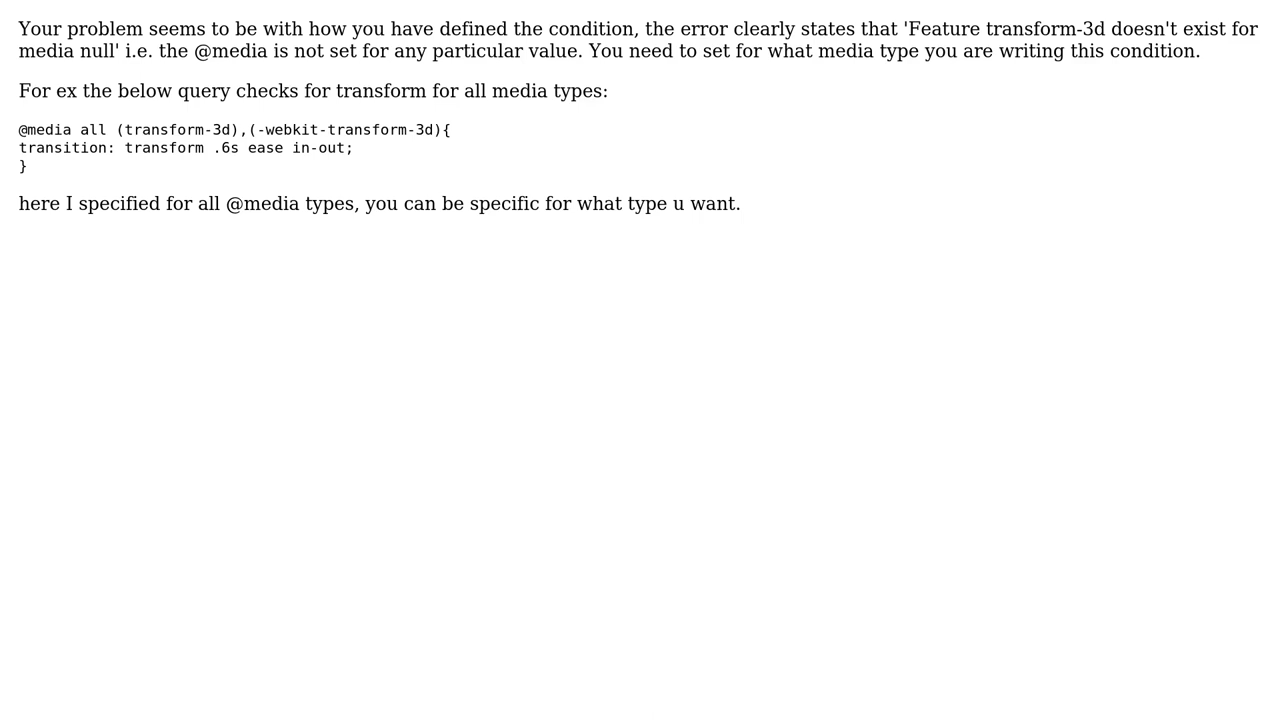 Your problem seems to be with how you have defined the condition, the error clearly states that 'Feature transform-3d doesn't exist for
media null' i.e. the @media is not set for any particular value. You need to set for what media type you are writing this condition.
For ex the below query checks for transform for all media types:
@media all (transform-3d),(-webkit-transform-3d){
transition: transform .6s ease in-out;
}
here I specified for all @media types, you can be specific for what type u want.